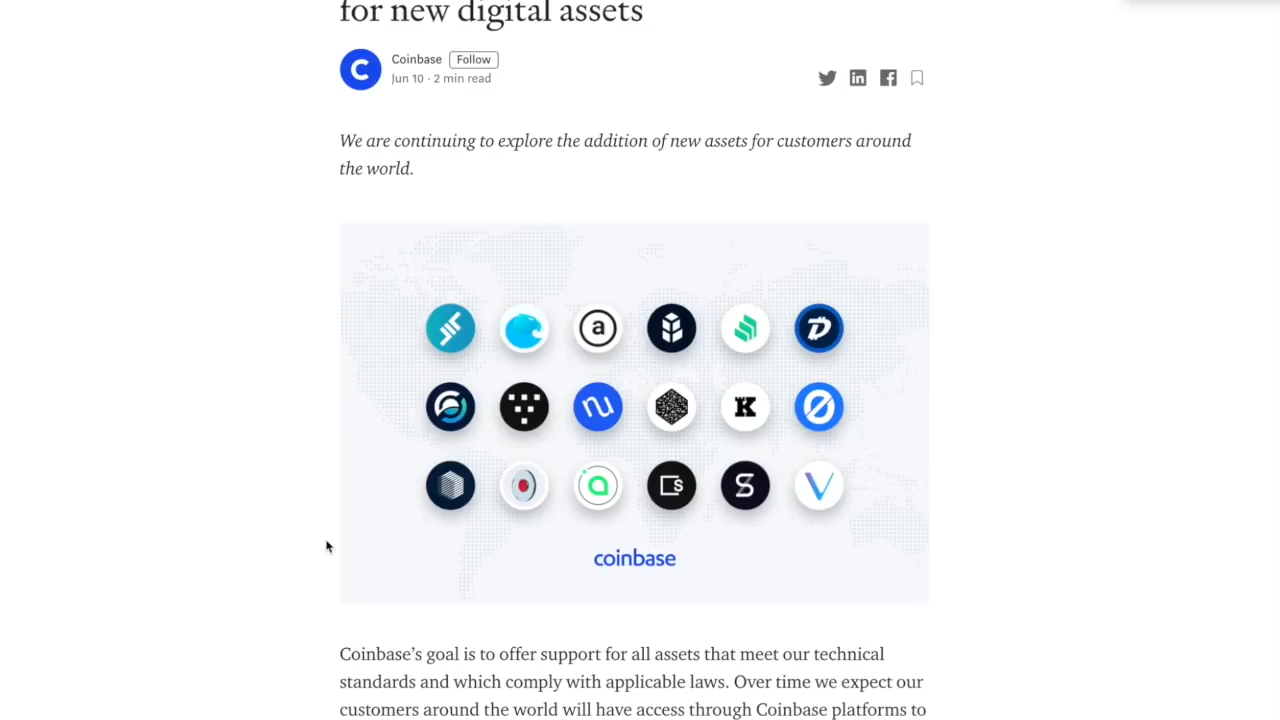 for new digital assets
Coinbase Follow
Jun 10 · 2 min read
We are continuing to explore the addition of new assets for customers around
the world.
coinbase
Coinbase’s goal is to offer support for all assets that meet our technical
standards and which comply with applicable laws. Over time we expect our
customers around the world will have access through Coinbase platforms to